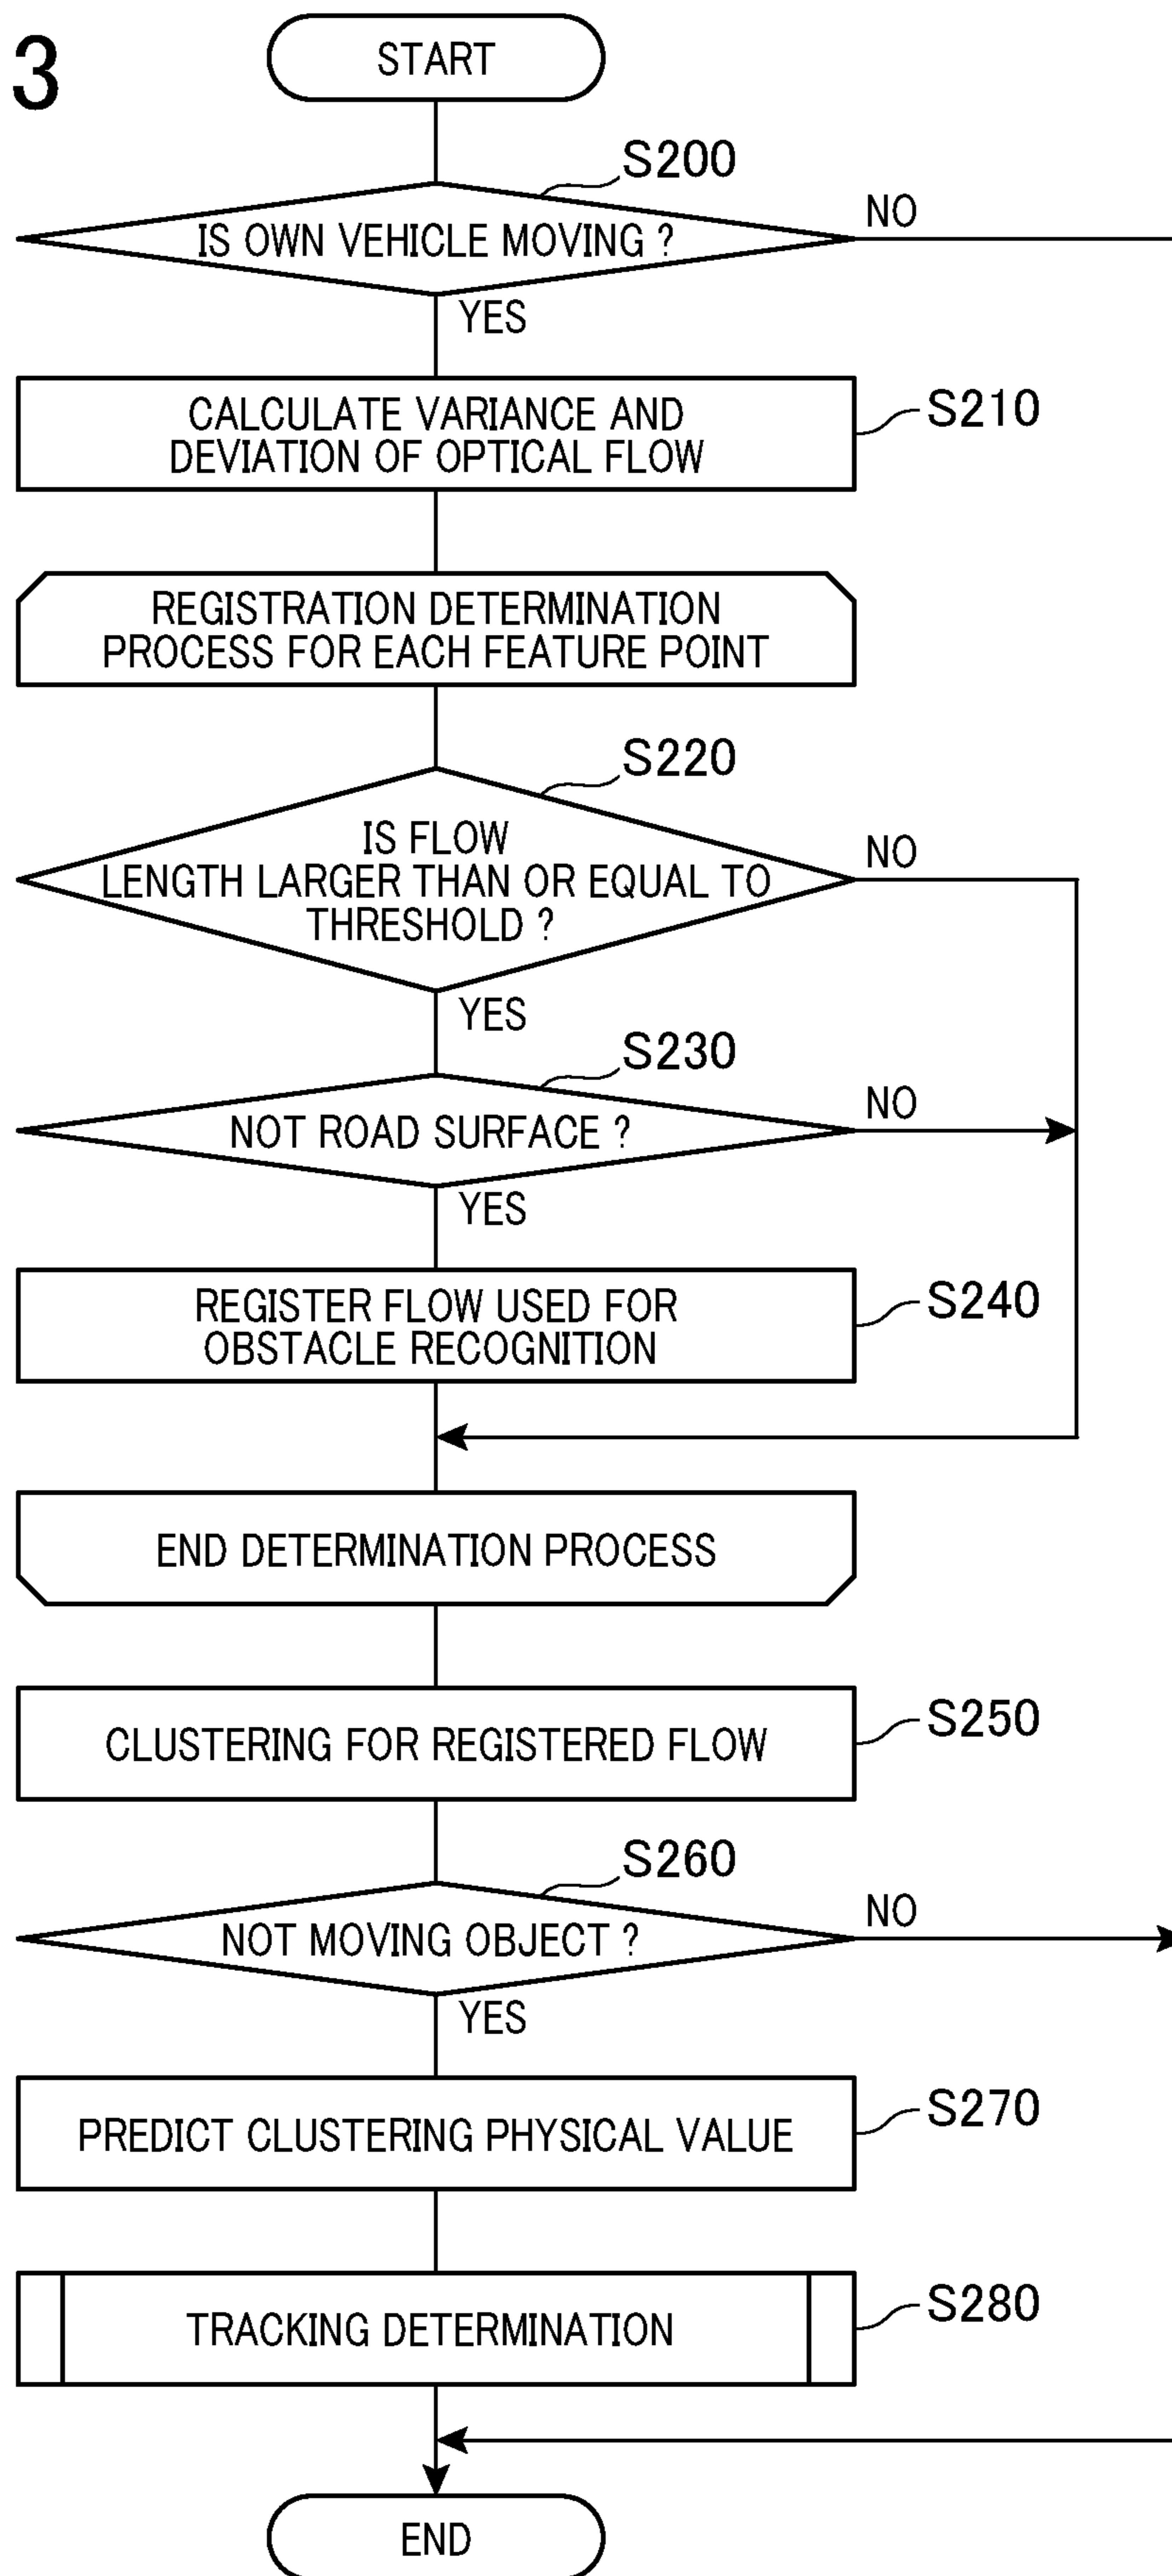 3
START
S200
IS OWN VEHICLE MOVING ?
NO
YES
CALCULATE VARIANCE AND
DEVIATION OF OPTICAL FLOW
S210
REGISTRATION DETERMINATION
PROCESS FOR EACH FEATURE POINT
S220
IS FLOW
LENGTH LARGER THAN OR EQUAL TO
THRESHOLD ?
NO
YES
S230
NOT ROAD SURFACE ?
NO
YES
REGISTER FLOW USED FOR
OBSTACLE RECOGNITION
S240
END DETERMINATION PROCESS
CLUSTERING FOR REGISTERED FLOW
S250
S260
NOT MOVING OBJECT ?
NO
YES
PREDICT CLUSTERING PHYSICAL VALUE
S270
TRACKING DETERMINATION
S280
END